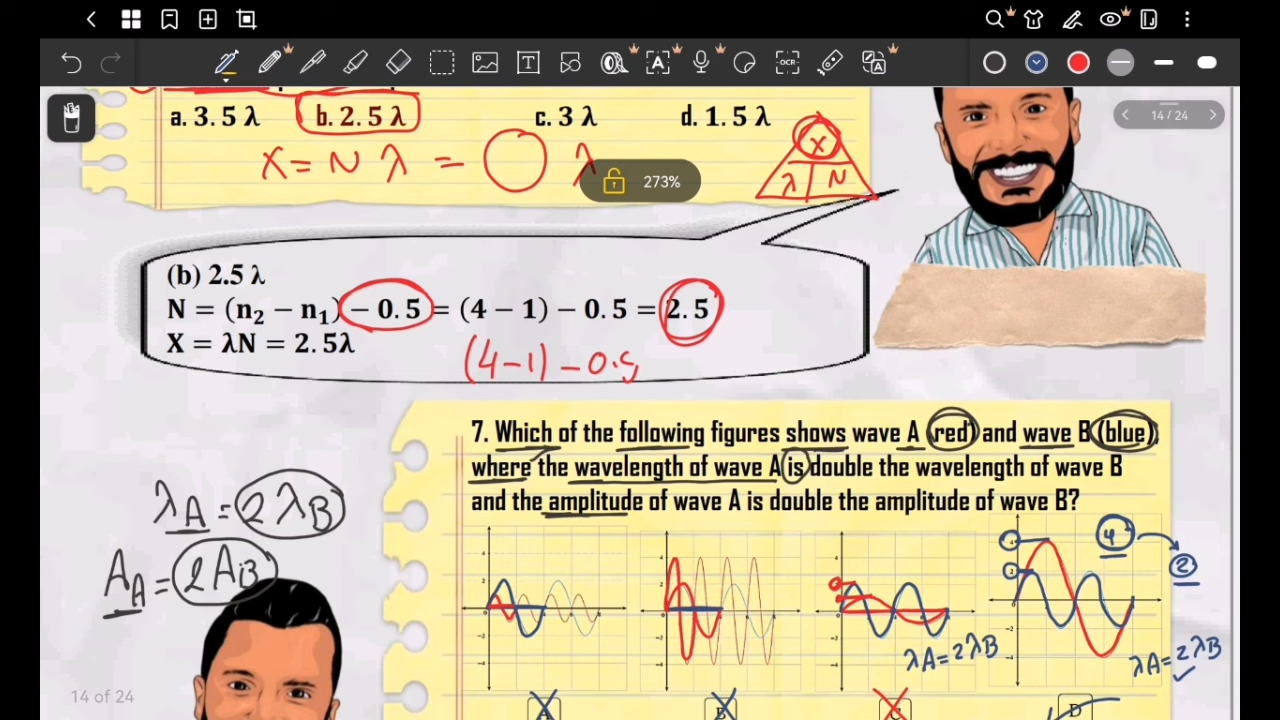 a. 3.5 λ b. 2.5 λ c. 3 λ d. 1.5 λ
14 / 24
X = N λ = λ
273%
X
λ N
(b) 2.5 λ
N = (n₂ − n₁) − 0.5 = (4 − 1) − 0.5 = 2.5
X = λN = 2.5λ
(4-1) - 0.5
7. Which of the following figures shows wave A (red) and wave B (blue),
where the wavelength of wave A is double the wavelength of wave B
and the amplitude of wave A is double the amplitude of wave B?
λA = 2λB
AA = 2AB
4
2
λA = 2λB
λA = 2λB
A B C D
14 of 24